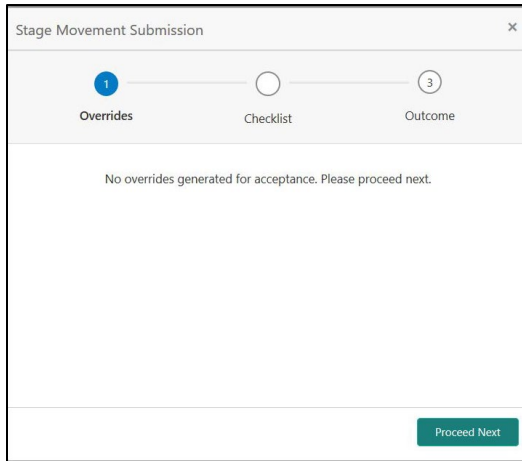 Stage Movement Submission ×
1 3
Overrides Checklist Outcome
No overrides generated for acceptance. Please proceed next.
Proceed Next